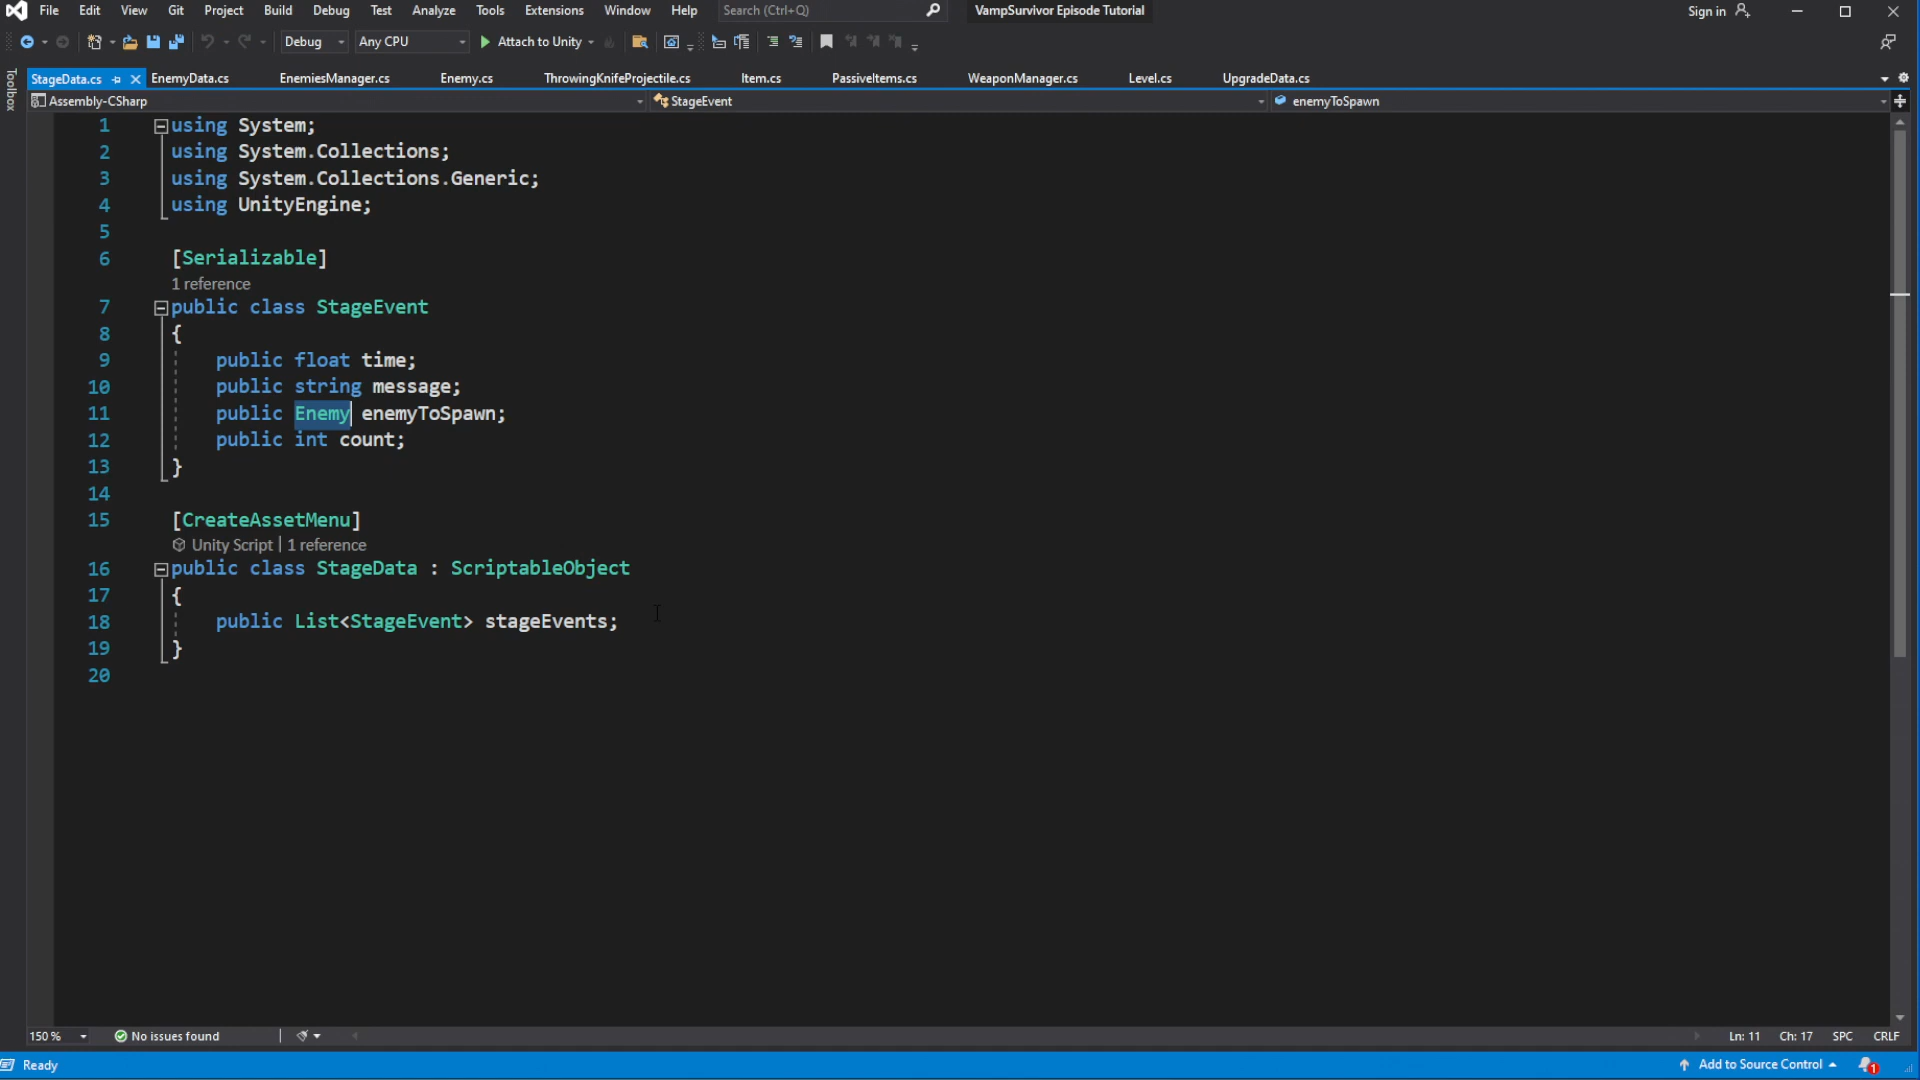 File Edit View Git Project Build Debug Test Analyze Tools Extensions Window Help Search (Ctrl+Q) VampSurvivor Episode Tutorial Sign in
Debug Any CPU Attach to Unity
Toolbox
StageData.cs EnemyData.cs EnemiesManager.cs Enemy.cs ThrowingKnifeProjectile.cs Item.cs PassiveItems.cs WeaponManager.cs Level.cs UpgradeData.cs
Assembly-CSharp StageEvent enemyToSpawn
1 using System;
2 using System.Collections;
3 using System.Collections.Generic;
4 using UnityEngine;
5
6 [Serializable]
1 reference
7 public class StageEvent
8 {
9 public float time;
10 public string message;
11 public Enemy enemyToSpawn;
12 public int count;
13 }
14
15 [CreateAssetMenu]
Unity Script | 1 reference
16 public class StageData : ScriptableObject
17 {
18 public List<StageEvent> stageEvents;
19 }
20
150 % No issues found Ln: 11 Ch: 17 SPC CRLF
Ready Add to Source Control 1